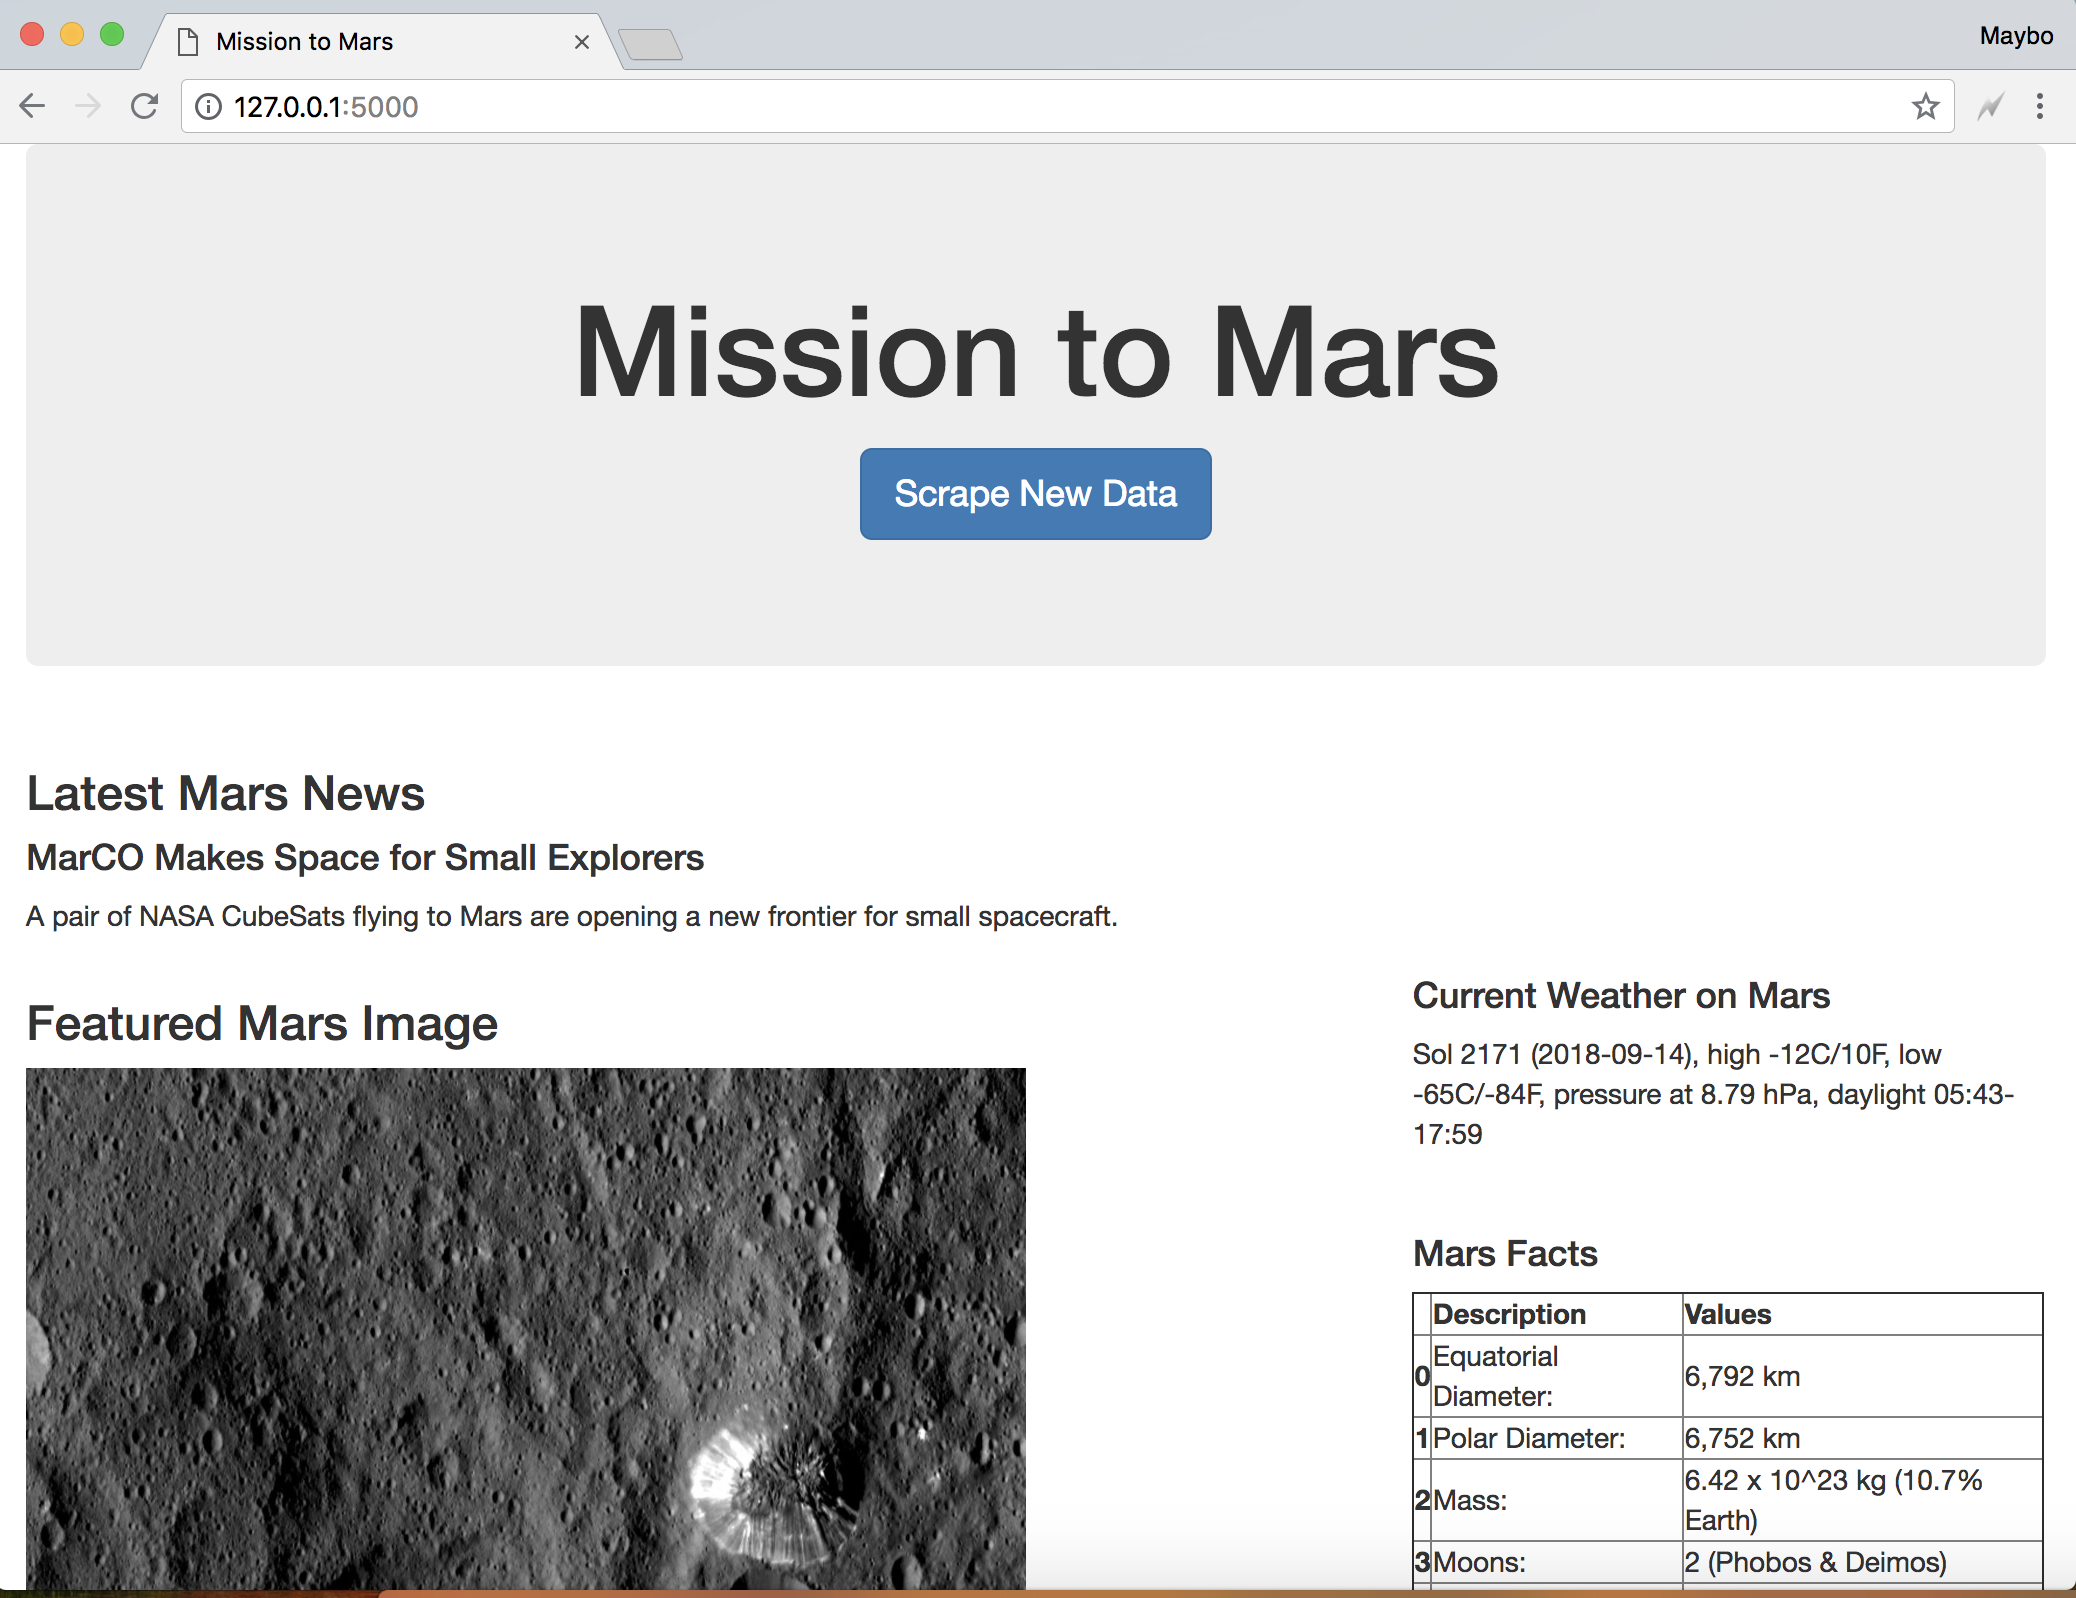 Mission to Mars
Maybo
127.0.0.1:5000
Mission to Mars
Scrape New Data
Latest Mars News
MarCO Makes Space for Small Explorers
A pair of NASA CubeSats flying to Mars are opening a new frontier for small spacecraft.
Featured Mars Image
Current Weather on Mars
Sol 2171 (2018-09-14), high -12C/10F, low
-65C/-84F, pressure at 8.79 hPa, daylight 05:43-
17:59
Mars Facts
Description Values
0 Equatorial Diameter: 6,792 km
1 Polar Diameter: 6,752 km
2 Mass: 6.42 x 10^23 kg (10.7% Earth)
3 Moons: 2 (Phobos & Deimos)